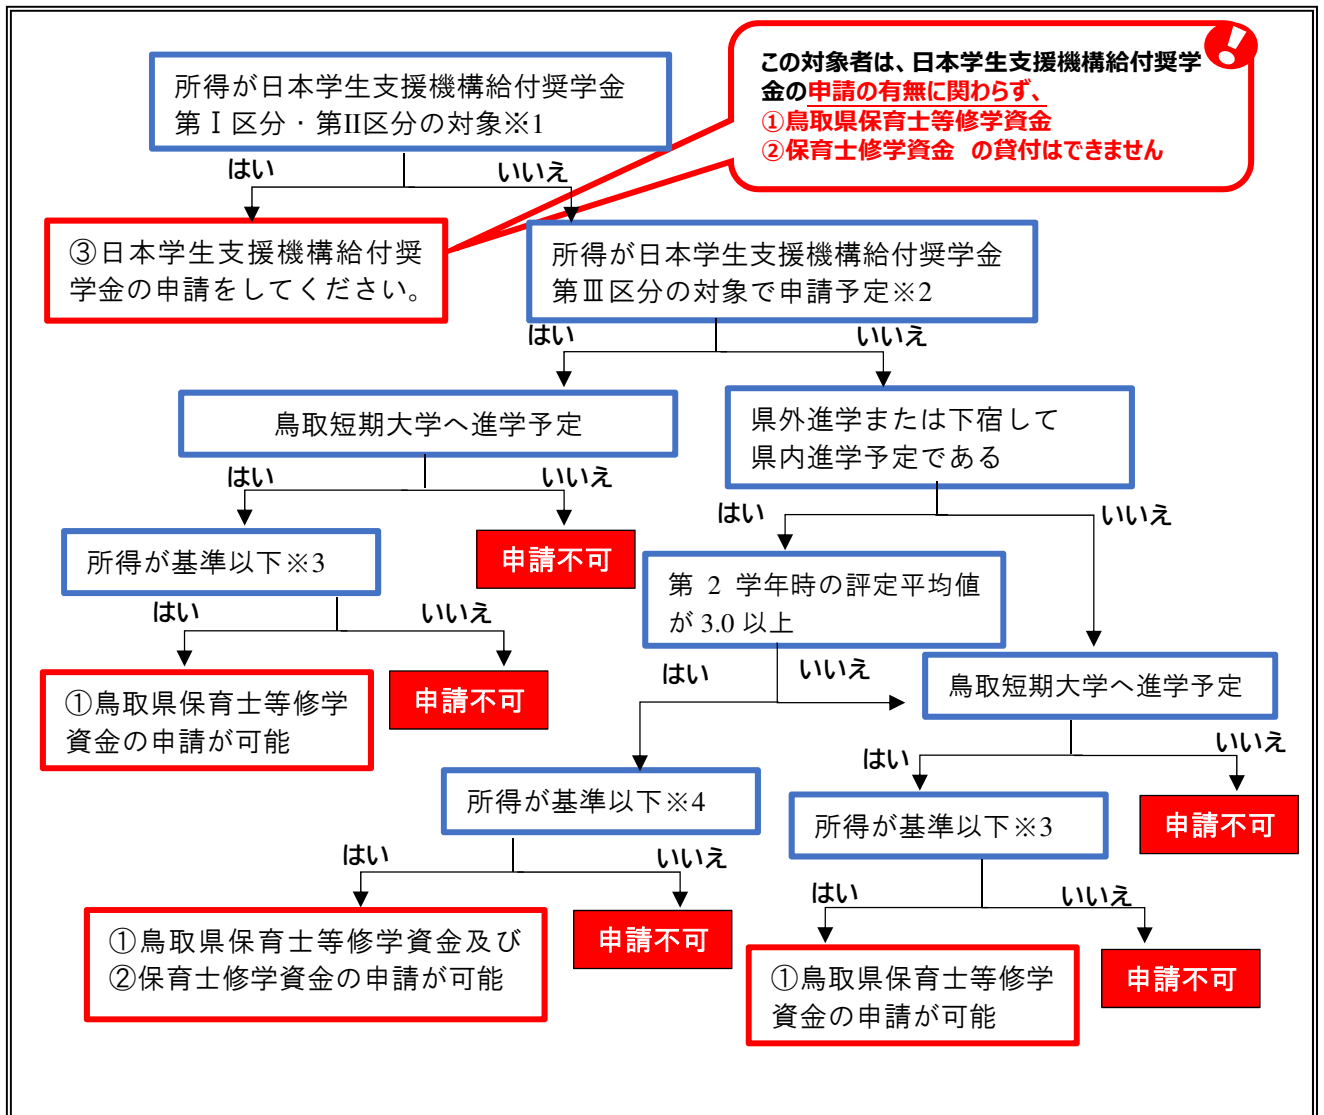 この対象者は、日本学生支援機構給付奨学
金の申請の有無に関わらず、
①鳥取県保育士等修学資金
②保育士修学資金 の貸付はできません
所得が日本学生支援機構給付奨学金
第Ⅰ区分・第II区分の対象※1
はい
いいえ
③日本学生支援機構給付奨
学金の申請をしてください。
所得が日本学生支援機構給付奨学金
第Ⅲ区分の対象で申請予定※2
はい
いいえ
鳥取短期大学へ進学予定
県外進学または下宿して
県内進学予定である
はい
いいえ
はい
いいえ
所得が基準以下※3
申請不可
第 2 学年時の評定平均値
が 3.0 以上
はい
いいえ
はい
いいえ
①鳥取県保育士等修学
資金の申請が可能
申請不可
鳥取短期大学へ進学予定
はい
いいえ
所得が基準以下※4
所得が基準以下※3
申請不可
はい
いいえ
はい
いいえ
①鳥取県保育士等修学資金及び
②保育士修学資金の申請が可能
申請不可
①鳥取県保育士等修学
資金の申請が可能
申請不可